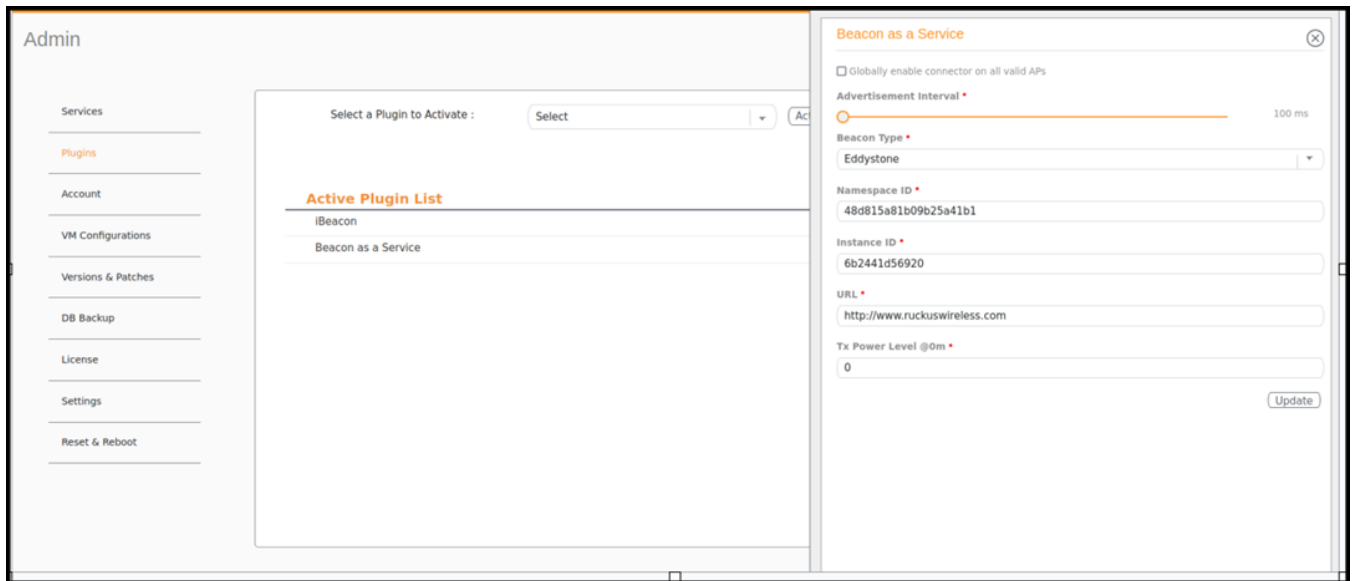 Admin
Services
Plugins
Account
VM Configurations
Versions & Patches
DB Backup
License
Settings
Reset & Reboot
Select a Plugin to Activate :
Select
Active Plugin List
iBeacon
Beacon as a Service
Beacon as a Service
Globally enable connector on all valid APs
Advertisement Interval *
100 ms
Beacon Type *
Eddystone
Namespace ID *
48d815a81b09b25a41b1
Instance ID *
6b2441d56920
URL *
http://www.ruckuswireless.com
Tx Power Level @0m *
0
Update